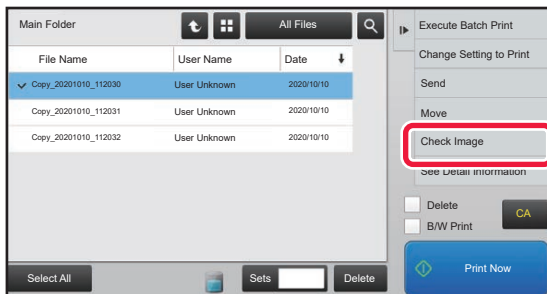 Main Folder
All Files
File Name User Name Date
Copy_20201010_112030 User Unknown 2020/10/10
Copy_20201010_112031 User Unknown 2020/10/10
Copy_20201010_112032 User Unknown 2020/10/10
Select All
Sets
Delete
Execute Batch Print
Change Setting to Print
Send
Move
Check Image
See Detail Information
Delete
B/W Print
CA
Print Now